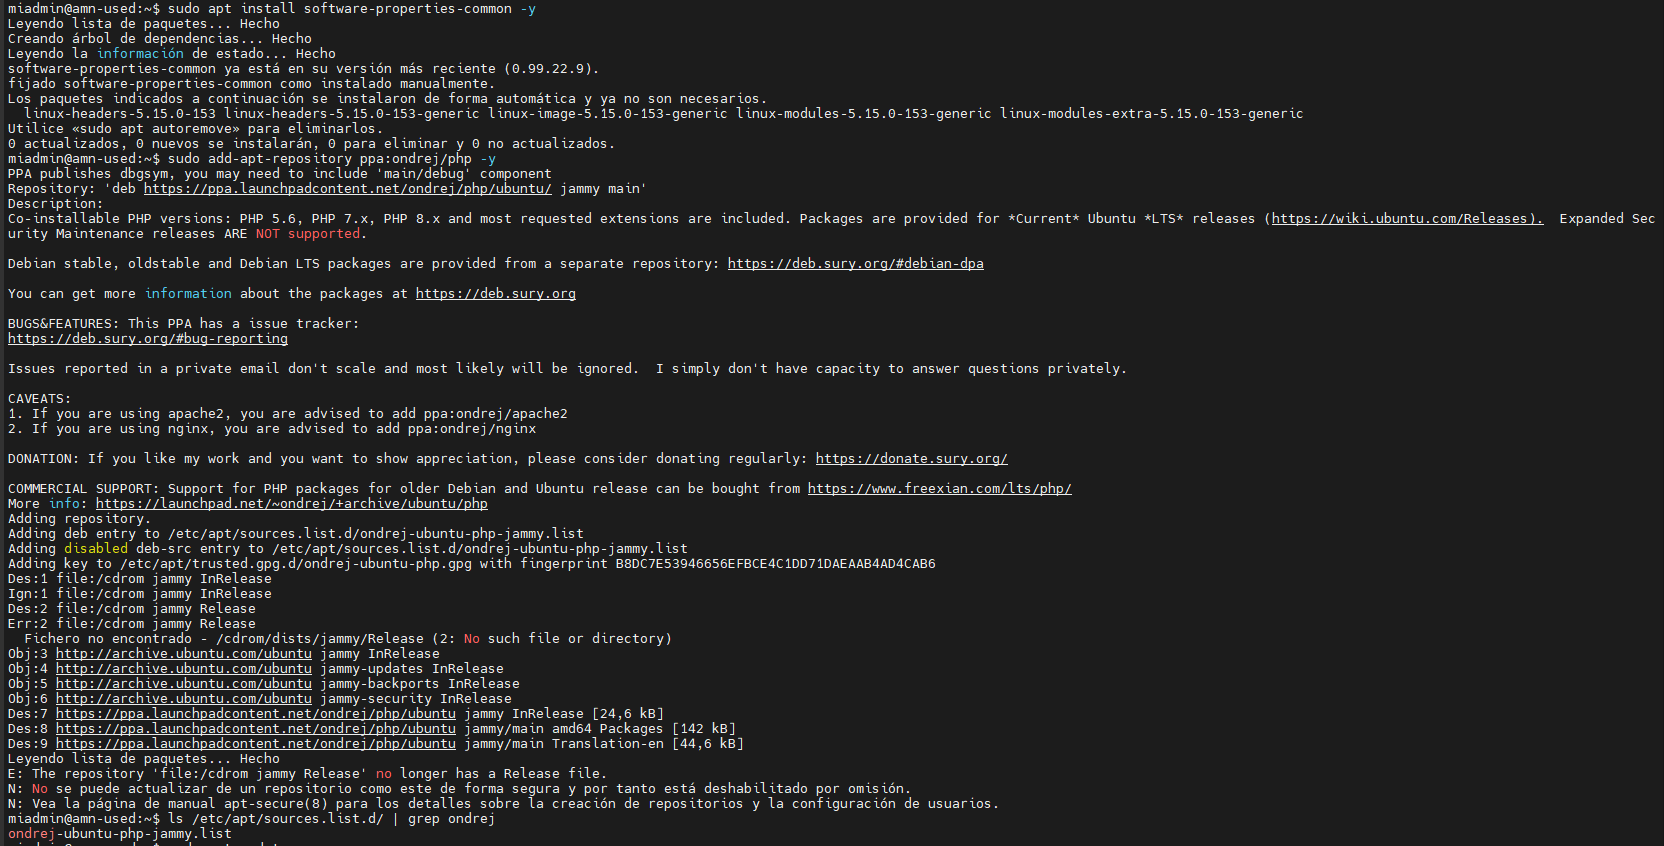 miadmin@amn-used:~$ sudo apt install software-properties-common -y
Leyendo lista de paquetes... Hecho
Creando árbol de dependencias... Hecho
Leyendo la información de estado... Hecho
software-properties-common ya está en su versión más reciente (0.99.22.9).
fijado software-properties-common como instalado manualmente.
Los paquetes indicados a continuación se instalaron de forma automática y ya no son necesarios.
  linux-headers-5.15.0-153 linux-headers-5.15.0-153-generic linux-image-5.15.0-153-generic linux-modules-5.15.0-153-generic linux-modules-extra-5.15.0-153-generic
Utilice «sudo apt autoremove» para eliminarlos.
0 actualizados, 0 nuevos se instalarán, 0 para eliminar y 0 no actualizados.
miadmin@amn-used:~$ sudo add-apt-repository ppa:ondrej/php -y
PPA publishes dbgsym, you may need to include 'main/debug' component
Repository: 'deb https://ppa.launchpadcontent.net/ondrej/php/ubuntu/ jammy main'
Description:
Co-installable PHP versions: PHP 5.6, PHP 7.x, PHP 8.x and most requested extensions are included. Packages are provided for *Current* Ubuntu *LTS* releases (https://wiki.ubuntu.com/Releases).  Expanded Sec
urity Maintenance releases ARE NOT supported.
Debian stable, oldstable and Debian LTS packages are provided from a separate repository: https://deb.sury.org/#debian-dpa
You can get more information about the packages at https://deb.sury.org
BUGS&FEATURES: This PPA has a issue tracker:
https://deb.sury.org/#bug-reporting
Issues reported in a private email don't scale and most likely will be ignored.  I simply don't have capacity to answer questions privately.
CAVEATS:
1. If you are using apache2, you are advised to add ppa:ondrej/apache2
2. If you are using nginx, you are advised to add ppa:ondrej/nginx
DONATION: If you like my work and you want to show appreciation, please consider donating regularly: https://donate.sury.org/
COMMERCIAL SUPPORT: Support for PHP packages for older Debian and Ubuntu release can be bought from https://www.freexian.com/lts/php/
More info: https://launchpad.net/~ondrej/+archive/ubuntu/php
Adding repository.
Adding deb entry to /etc/apt/sources.list.d/ondrej-ubuntu-php-jammy.list
Adding disabled deb-src entry to /etc/apt/sources.list.d/ondrej-ubuntu-php-jammy.list
Adding key to /etc/apt/trusted.gpg.d/ondrej-ubuntu-php.gpg with fingerprint B8DC7E53946656EFBCE4C1DD71DAEAAB4AD4CAB6
Des:1 file:/cdrom jammy InRelease
Ign:1 file:/cdrom jammy InRelease
Des:2 file:/cdrom jammy Release
Err:2 file:/cdrom jammy Release
  Fichero no encontrado - /cdrom/dists/jammy/Release (2: No such file or directory)
Obj:3 http://archive.ubuntu.com/ubuntu jammy InRelease
Obj:4 http://archive.ubuntu.com/ubuntu jammy-updates InRelease
Obj:5 http://archive.ubuntu.com/ubuntu jammy-backports InRelease
Obj:6 http://archive.ubuntu.com/ubuntu jammy-security InRelease
Des:7 https://ppa.launchpadcontent.net/ondrej/php/ubuntu jammy InRelease [24,6 kB]
Des:8 https://ppa.launchpadcontent.net/ondrej/php/ubuntu jammy/main amd64 Packages [142 kB]
Des:9 https://ppa.launchpadcontent.net/ondrej/php/ubuntu jammy/main Translation-en [44,6 kB]
Leyendo lista de paquetes... Hecho
E: The repository 'file:/cdrom jammy Release' no longer has a Release file.
N: No se puede actualizar de un repositorio como este de forma segura y por tanto está deshabilitado por omisión.
N: Vea la página de manual apt-secure(8) para los detalles sobre la creación de repositorios y la configuración de usuarios.
miadmin@amn-used:~$ ls /etc/apt/sources.list.d/ | grep ondrej
ondrej-ubuntu-php-jammy.list